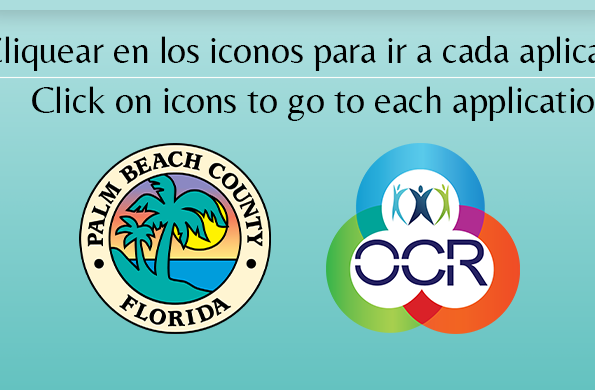 Cliquear en los iconos para ir a cada aplica
Click on icons to go to each applicatio
PALM BEACH COUNTY
FLORIDA
OCR